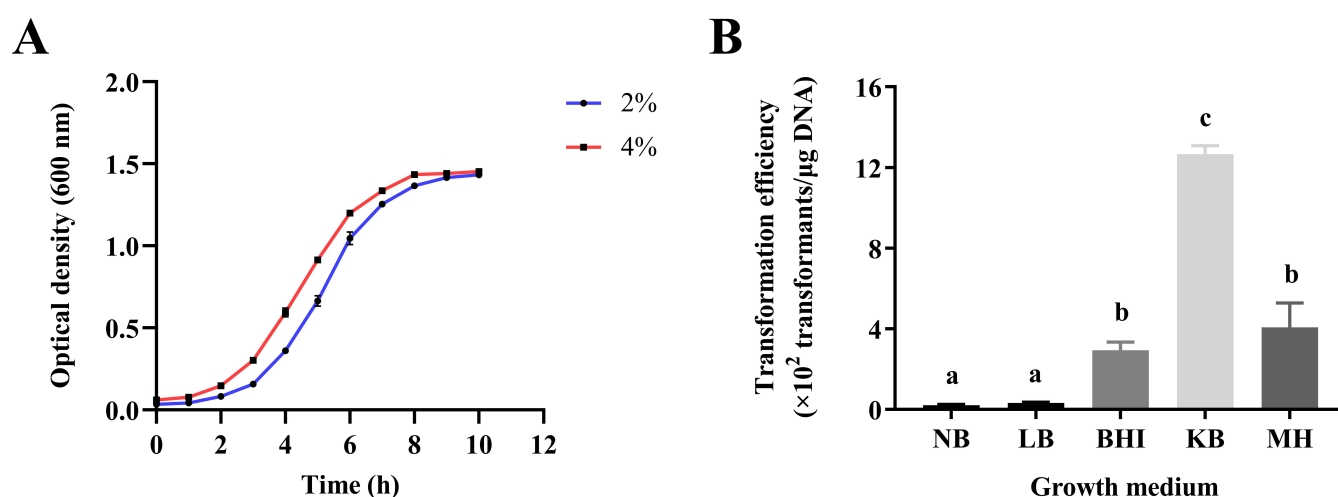 A
Optical density (600 nm)
2.0
1.5
1.0
0.5
0.0
0 2 4 6 8 10 12
Time (h)
2%
4%
B
Transformation efficiency
(×10² transformants/μg DNA)
16
12
8
4
0
a a b c b
NB LB BHI KB MH
Growth medium